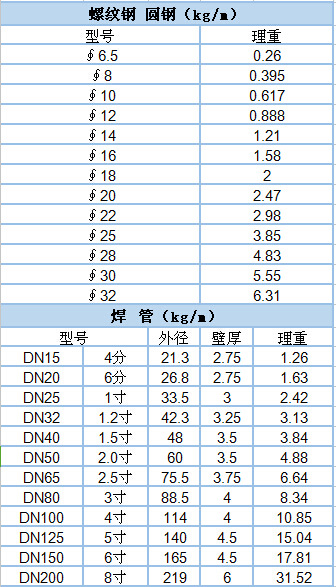 螺纹钢 圆钢（kg/m）
型号 理重
∮6.5 0.26
∮8 0.395
∮10 0.617
∮12 0.888
∮14 1.21
∮16 1.58
∮18 2
∮20 2.47
∮22 2.98
∮25 3.85
∮28 4.83
∮30 5.55
∮32 6.31
焊 管（kg/m）
型号 外径 壁厚 理重
DN15 4分 21.3 2.75 1.26
DN20 6分 26.8 2.75 1.63
DN25 1寸 33.5 3 2.42
DN32 1.2寸 42.3 3.25 3.13
DN40 1.5寸 48 3.5 3.84
DN50 2.0寸 60 3.5 4.88
DN65 2.5寸 75.5 3.75 6.64
DN80 3寸 88.5 4 8.34
DN100 4寸 114 4 10.85
DN125 5寸 140 4.5 15.04
DN150 6寸 165 4.5 17.81
DN200 8寸 219 6 31.52